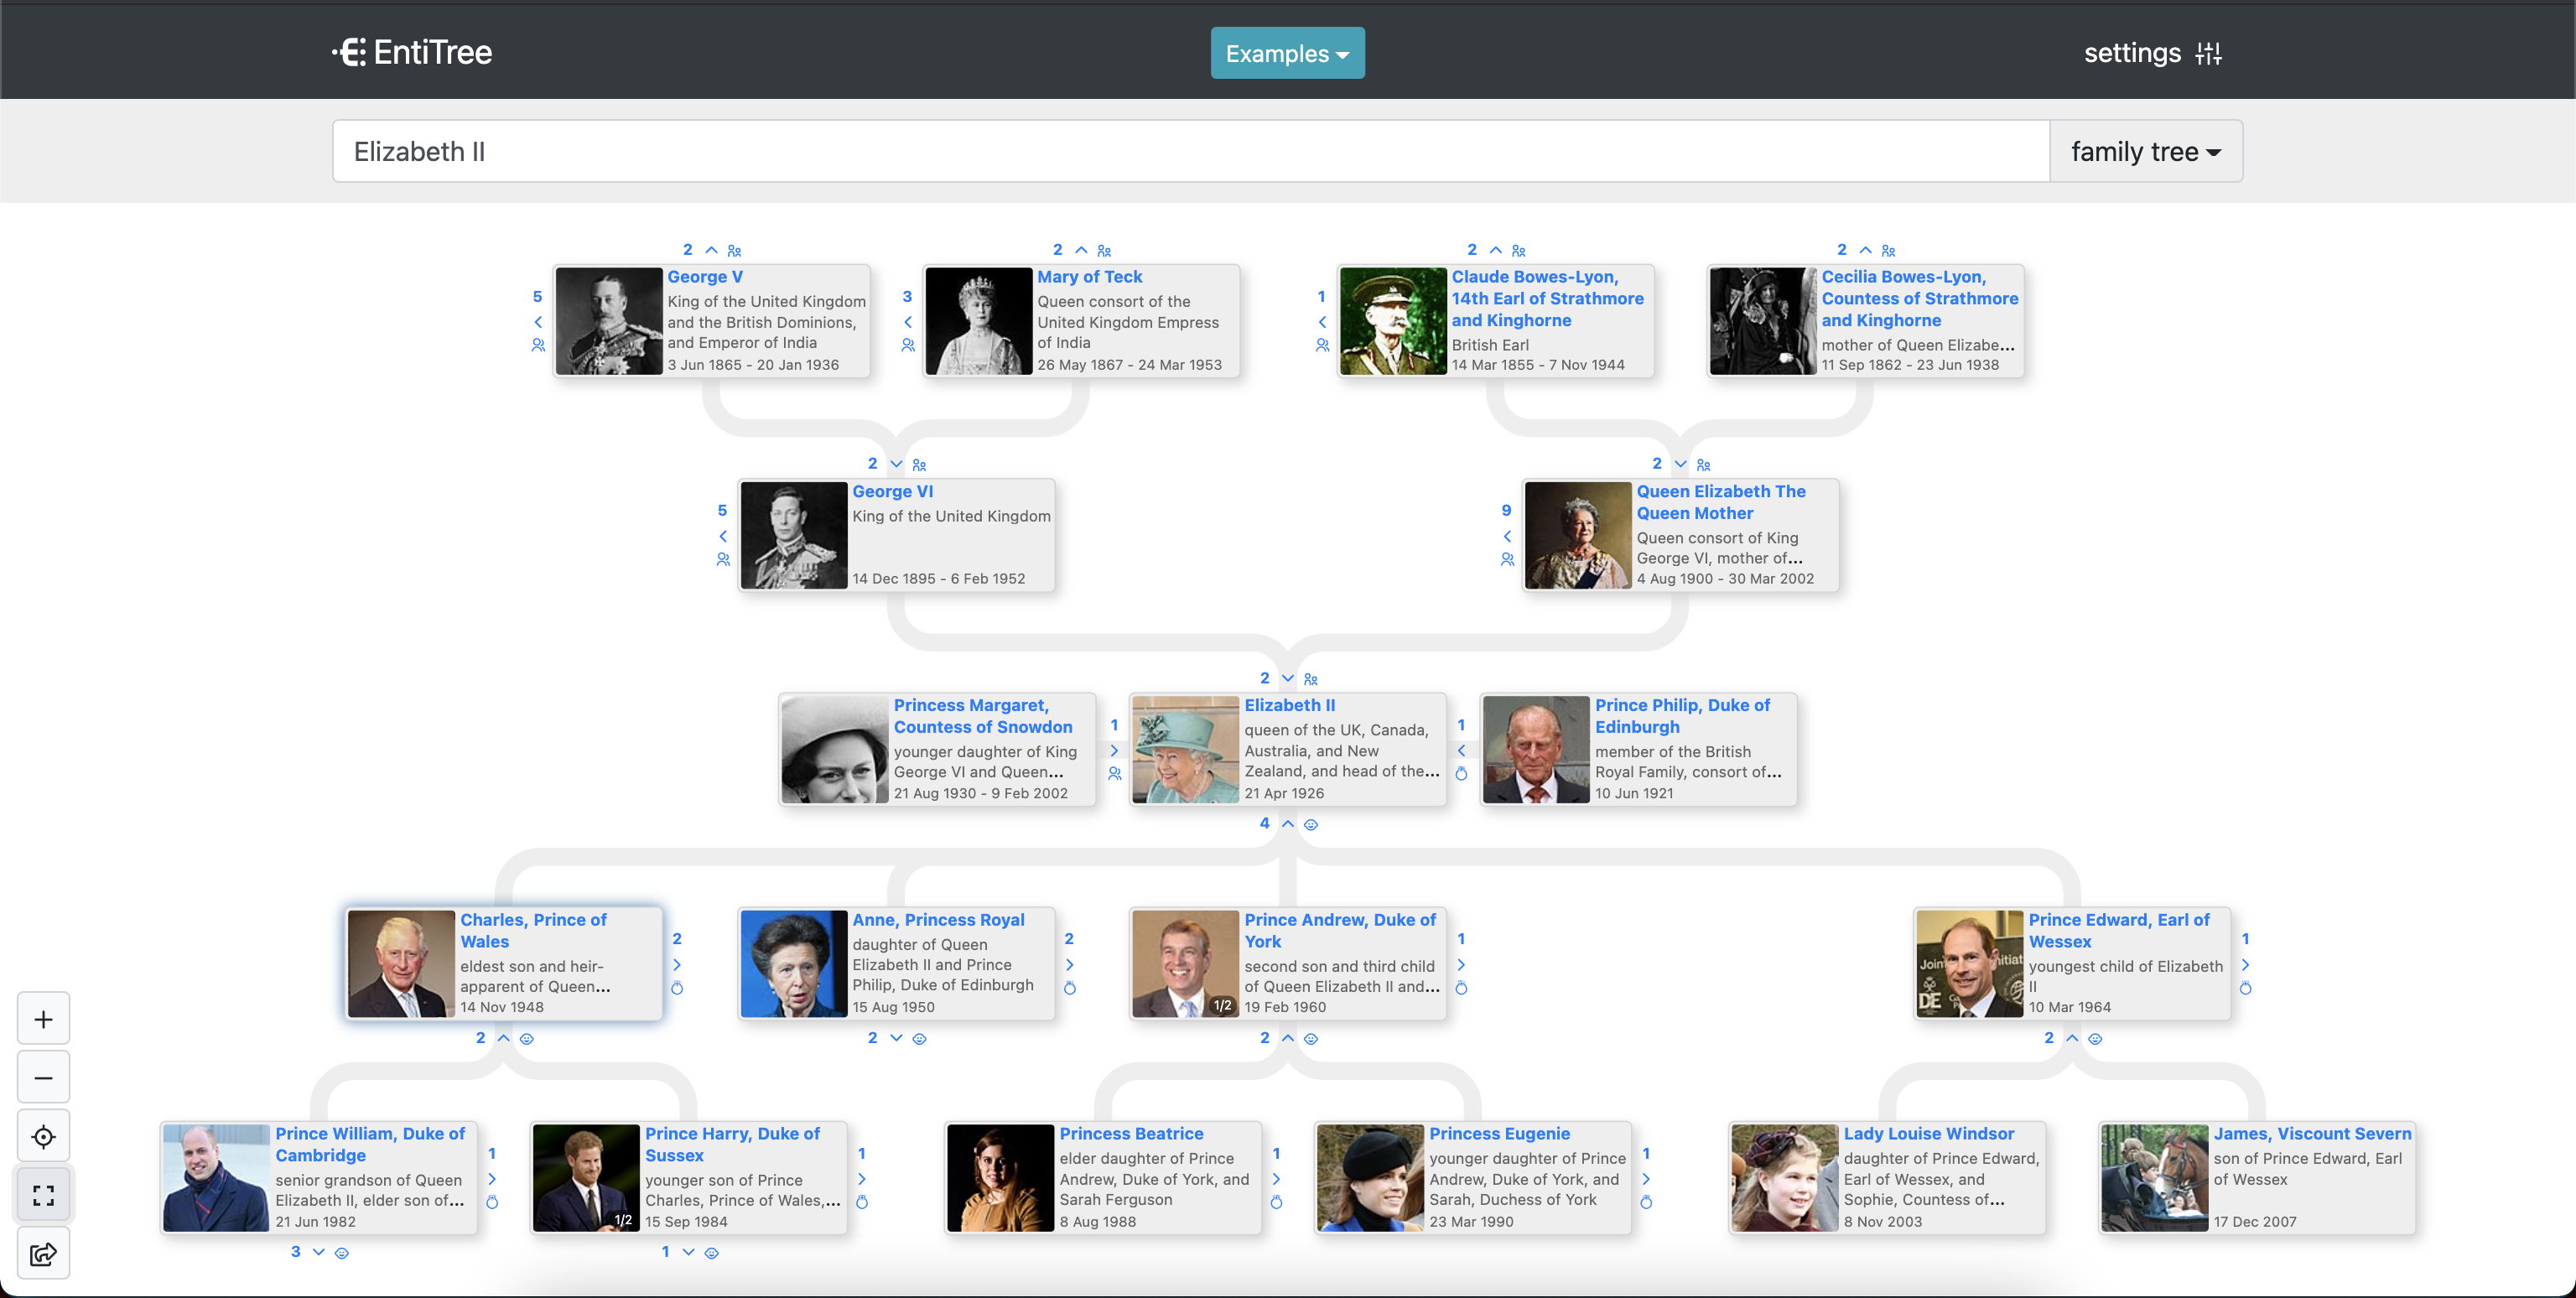 EntiTree
Examples
settings
Elizabeth II
family tree
2
2
2
2
5
George V
King of the United Kingdom
and the British Dominions,
and Emperor of India
3 Jun 1865 - 20 Jan 1936
3
Mary of Teck
Queen consort of the
United Kingdom Empress
of India
26 May 1867 - 24 Mar 1953
1
Claude Bowes-Lyon,
14th Earl of Strathmore
and Kinghorne
British Earl
14 Mar 1855 - 7 Nov 1944
Cecilia Bowes-Lyon,
Countess of Strathmore
and Kinghorne
mother of Queen Elizabe...
11 Sep 1862 - 23 Jun 1938
2
2
5
George VI
King of the United Kingdom
14 Dec 1895 - 6 Feb 1952
9
Queen Elizabeth The
Queen Mother
Queen consort of King
George VI, mother of...
4 Aug 1900 - 30 Mar 2002
2
Princess Margaret,
Countess of Snowdon
younger daughter of King
George VI and Queen...
21 Aug 1930 - 9 Feb 2002
1
Elizabeth II
queen of the UK, Canada,
Australia, and New
Zealand, and head of the...
21 Apr 1926
1
Prince Philip, Duke of
Edinburgh
member of the British
Royal Family, consort of...
10 Jun 1921
4
Charles, Prince of
Wales
eldest son and heir-
apparent of Queen...
14 Nov 1948
2
Anne, Princess Royal
daughter of Queen
Elizabeth II and Prince
Philip, Duke of Edinburgh
15 Aug 1950
2
1/2
Prince Andrew, Duke of
York
second son and third child
of Queen Elizabeth II and...
19 Feb 1960
1
Join
DE
Prince Edward, Earl of
Wessex
youngest child of Elizabeth
II
10 Mar 1964
1
2
2
2
2
Prince William, Duke of
Cambridge
senior grandson of Queen
Elizabeth II, elder son of...
21 Jun 1982
1
1/2
Prince Harry, Duke of
Sussex
younger son of Prince
Charles, Prince of Wales,...
15 Sep 1984
1
Princess Beatrice
elder daughter of Prince
Andrew, Duke of York, and
Sarah Ferguson
8 Aug 1988
1
Princess Eugenie
younger daughter of Prince
Andrew, Duke of York, and
Sarah, Duchess of York
23 Mar 1990
1
Lady Louise Windsor
daughter of Prince Edward,
Earl of Wessex, and
Sophie, Countess of...
8 Nov 2003
James, Viscount Severn
son of Prince Edward, Earl
of Wessex
17 Dec 2007
3
1